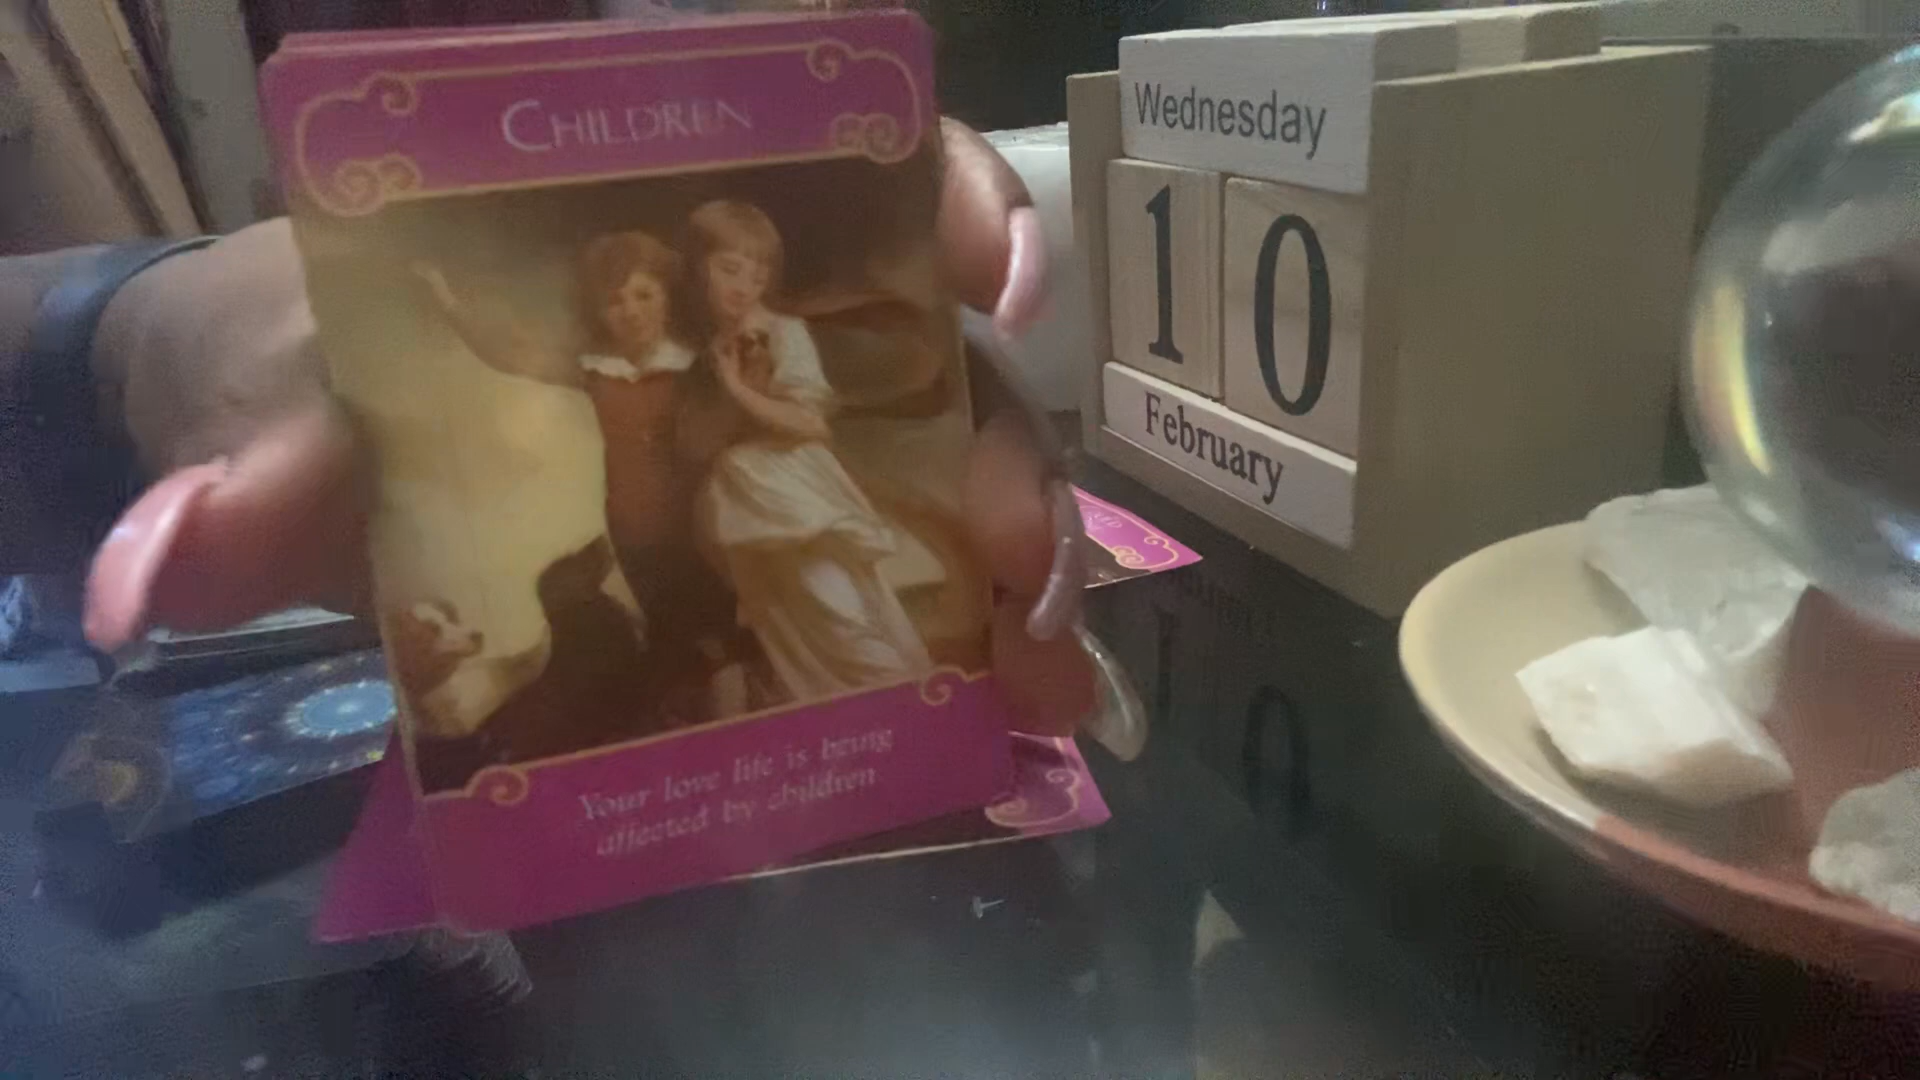 CHILDREN
Your love life is being
affected by children
Wednesday
10
February